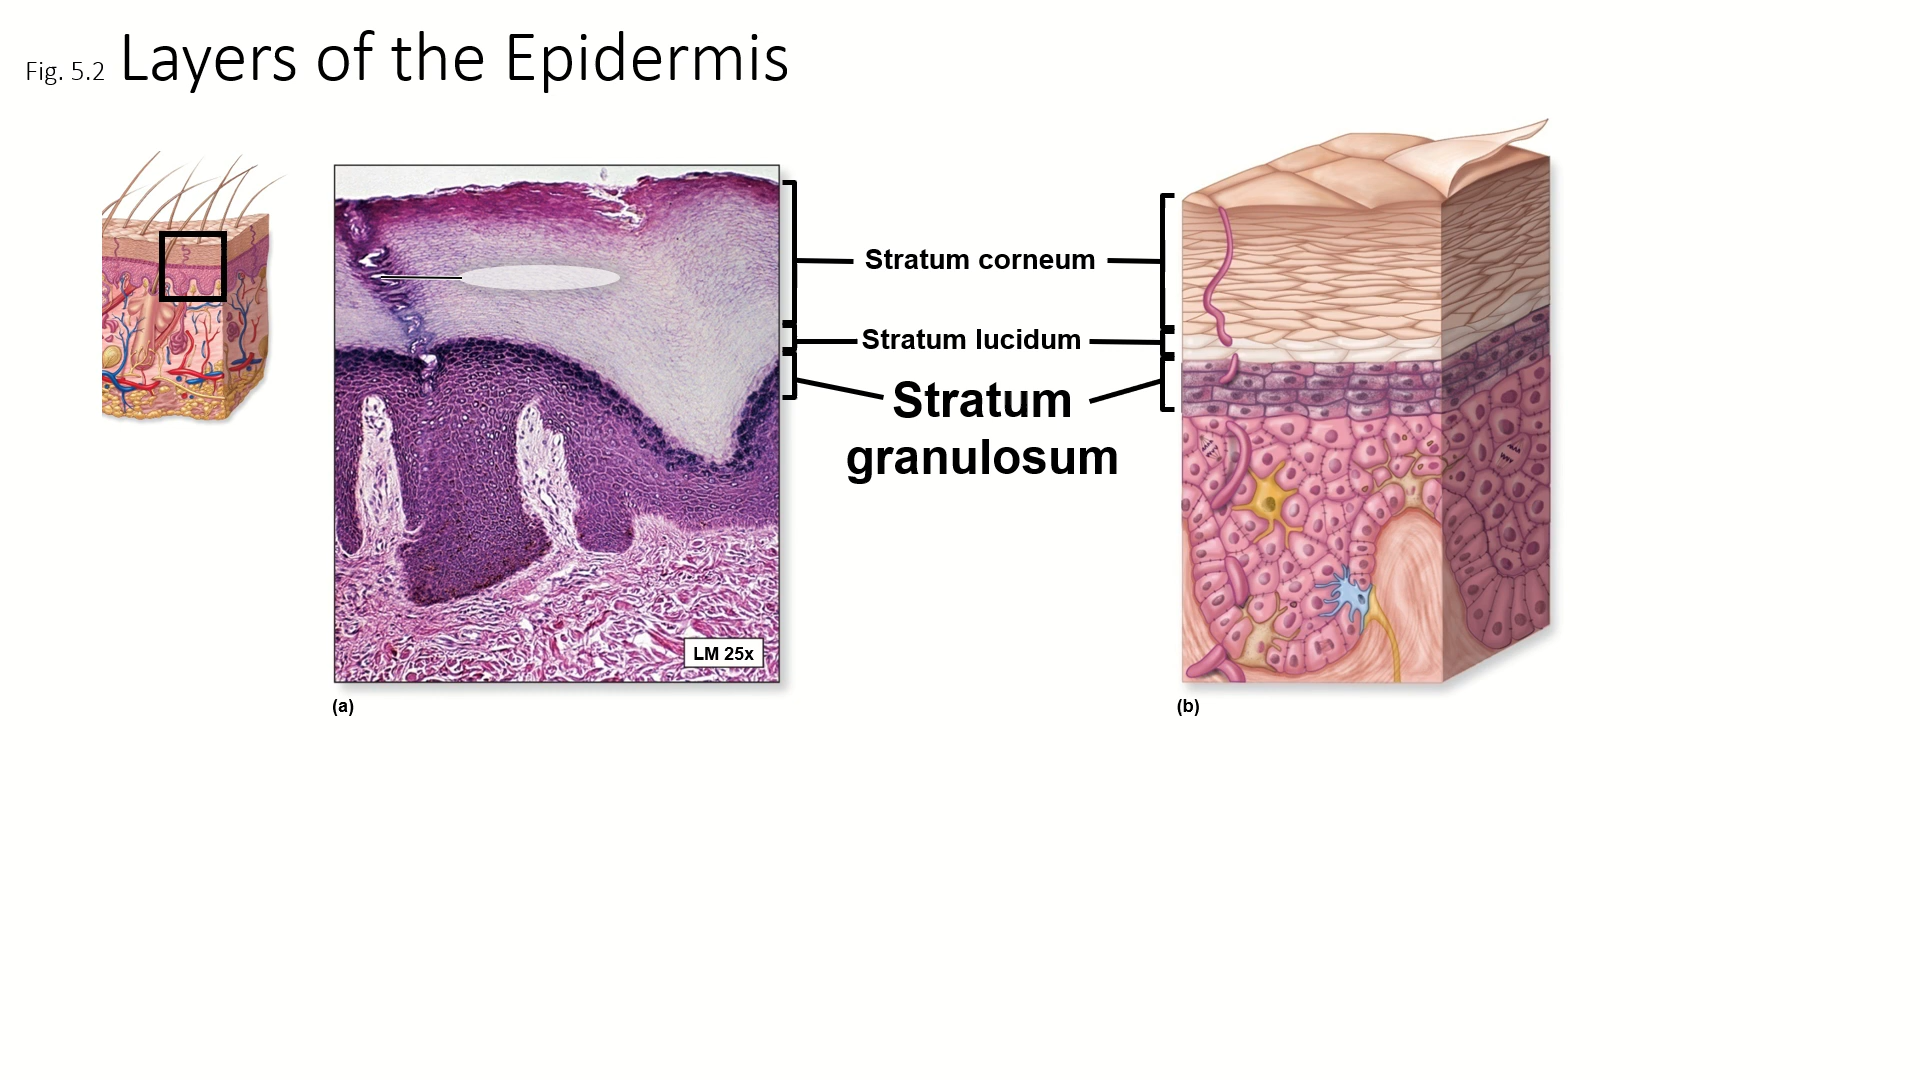 Fig. 5.2 Layers of the Epidermis
Stratum corneum
Stratum lucidum
Stratum
granulosum
LM 25x
(a)
(b)